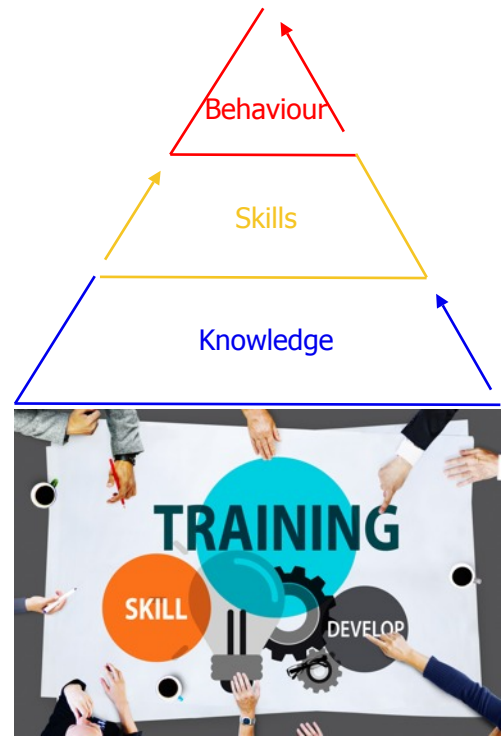 Behaviour
Skills
Knowledge
TRAINING
SKILL
DEVELOP